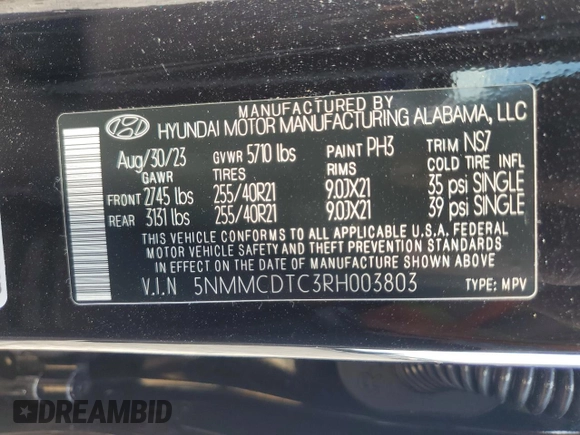 MANUFACTURED BY
HYUNDAI MOTOR MANUFACTURING ALABAMA, LLC
Aug/30/23 GVWR 5710 lbs PAINT PH3 TRIM NS7
GAWR TIRES RIMS COLD TIRE INFL
FRONT 2745 lbs 255/40R21 9.0JX21 35 psi SINGLE
REAR 3131 lbs 255/40R21 9.0JX21 39 psi SINGLE
THIS VEHICLE CONFORMS TO ALL APPLICABLE U.S.A. FEDERAL
MOTOR VEHICLE SAFETY AND THEFT PREVENTION STANDARDS
IN EFFECT ON THE DATE OF MANUFACTURE SHOWN ABOVE
V.I.N 5NMMCDTC3RH003803 TYPE: MPV
DREAMBID